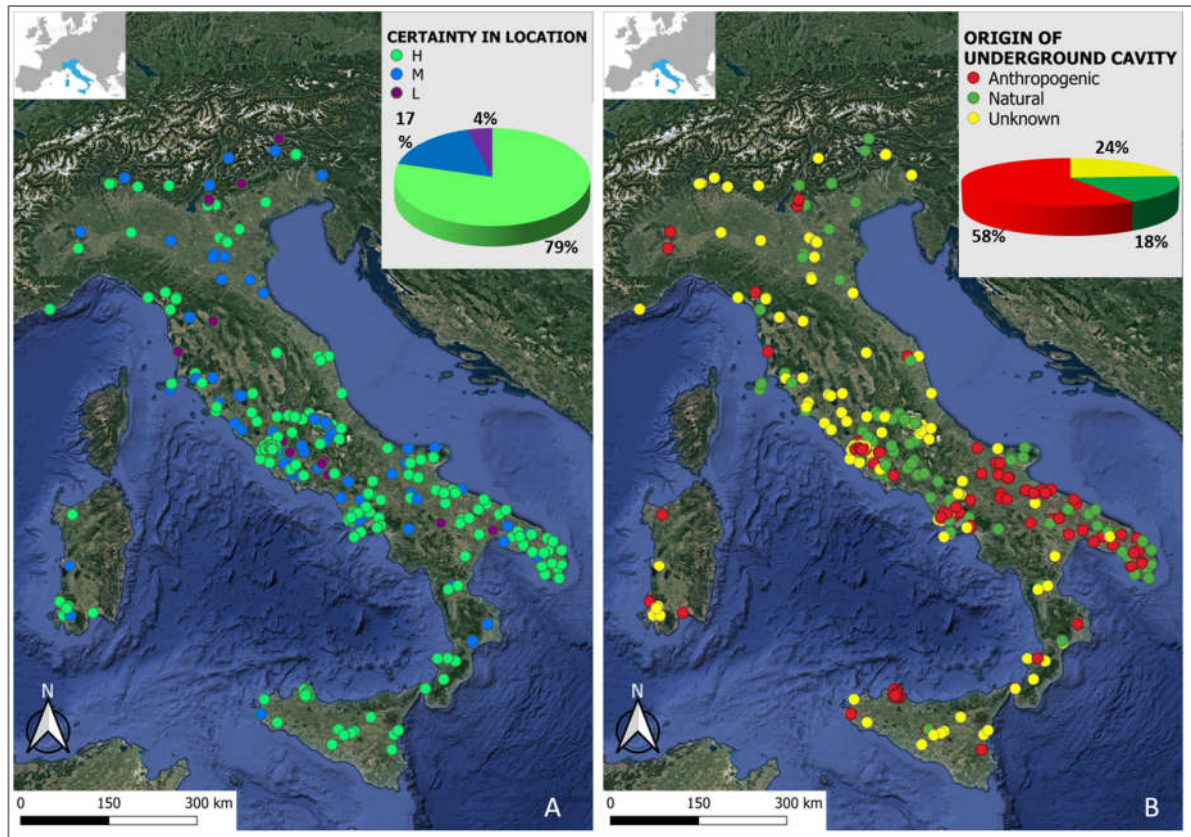 CERTAINTY IN LOCATION
H
M
L
17
%
4%
79%
N
0 150 300 km
A
ORIGIN OF
UNDERGROUND CAVITY
Anthropogenic
Natural
Unknown
24%
58%
18%
N
0 150 300 km
B